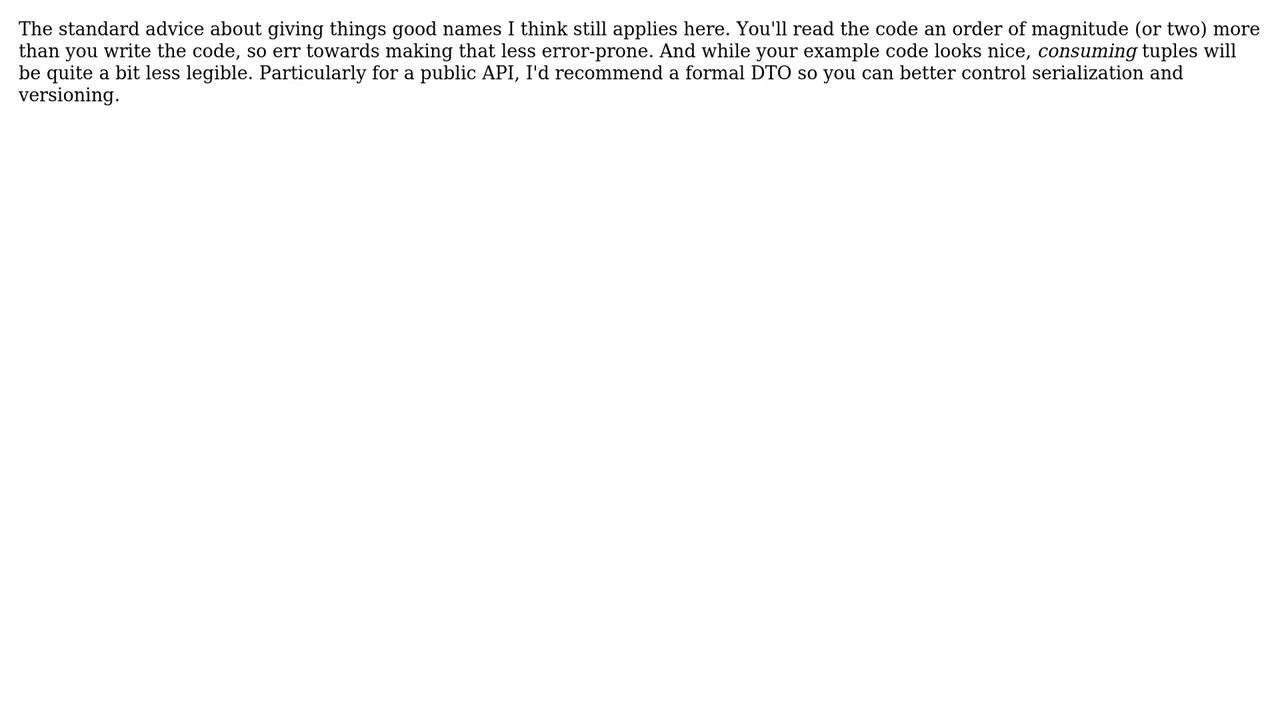 The standard advice about giving things good names I think still applies here. You'll read the code an order of magnitude (or two) more
than you write the code, so err towards making that less error-prone. And while your example code looks nice, consuming tuples will
be quite a bit less legible. Particularly for a public API, I'd recommend a formal DTO so you can better control serialization and
versioning.